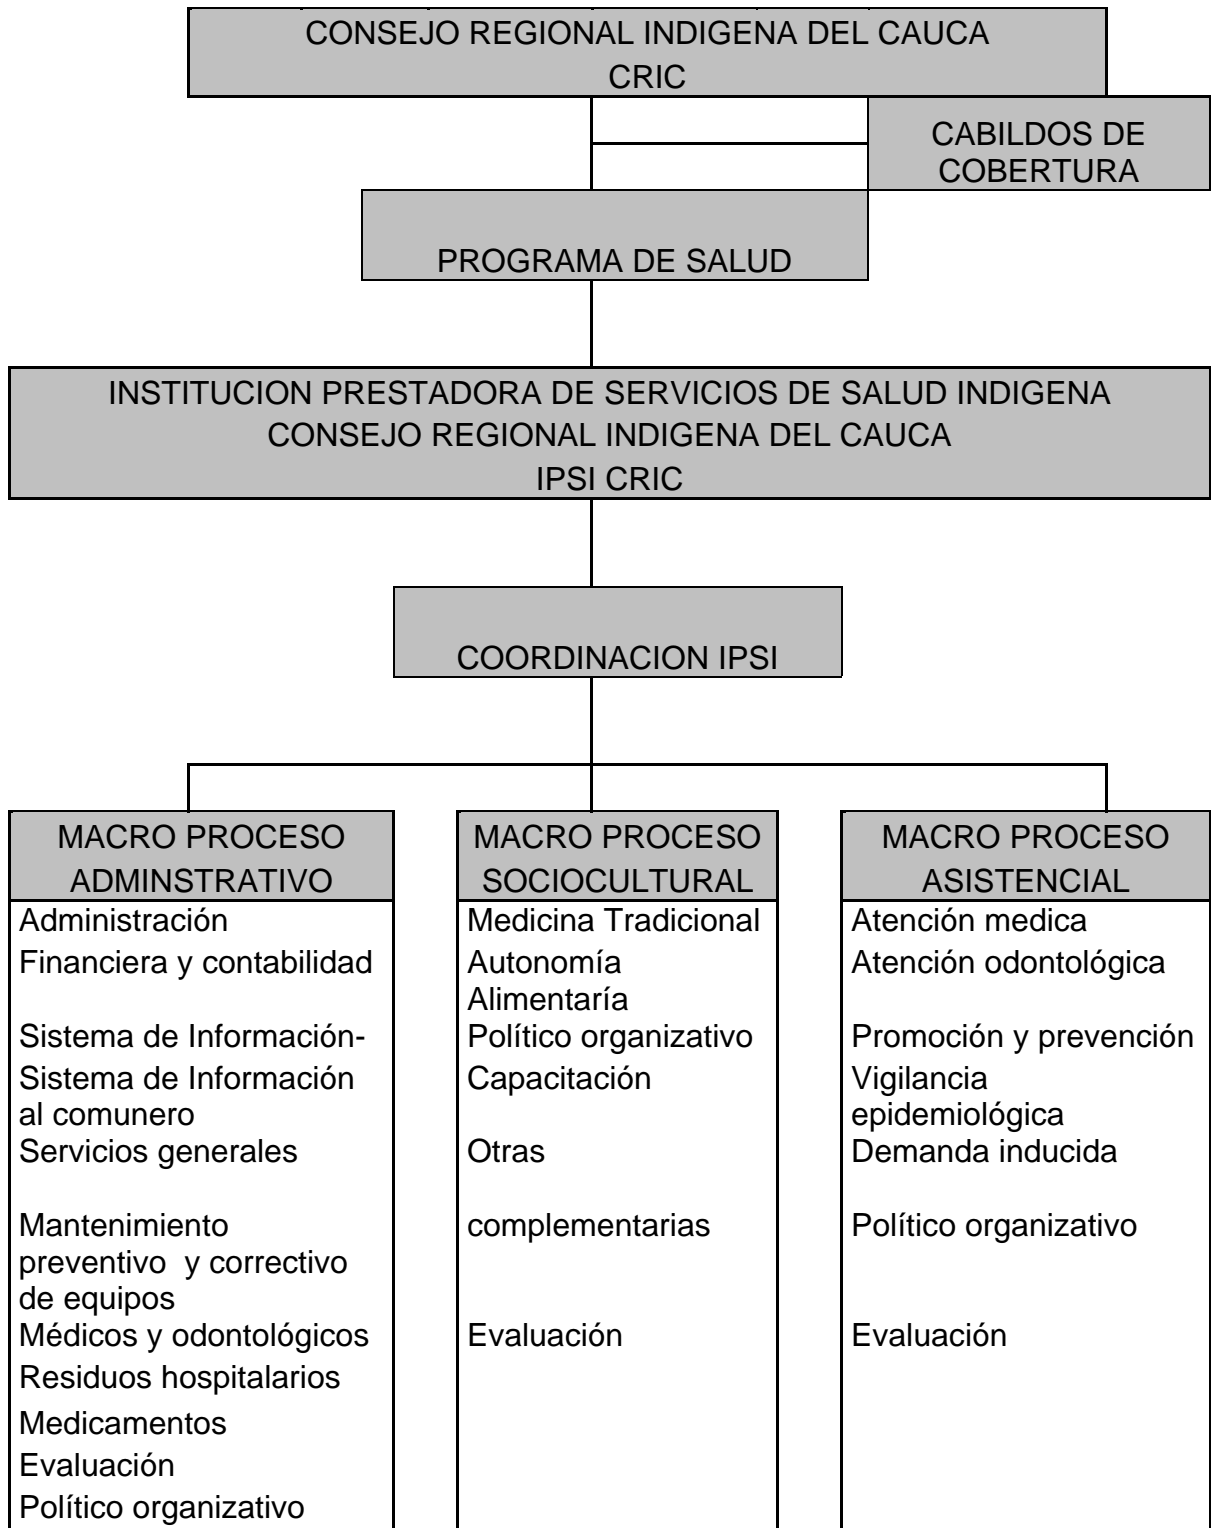 CONSEJO REGIONAL INDIGENA DEL CAUCA
CRIC
CABILDOS DE
COBERTURA
PROGRAMA DE SALUD
INSTITUCION PRESTADORA DE SERVICIOS DE SALUD INDIGENA
CONSEJO REGIONAL INDIGENA DEL CAUCA
IPSI CRIC
COORDINACION IPSI
MACRO PROCESO
ADMINSTRATIVO
Administración
Financiera y contabilidad
Sistema de Información-
Sistema de Información
al comunero
Servicios generales
Mantenimiento
preventivo  y correctivo
de equipos
Médicos y odontológicos
Residuos hospitalarios
Medicamentos
Evaluación
Político organizativo
MACRO PROCESO
SOCIOCULTURAL
Medicina Tradicional
Autonomía
Alimentaría
Político organizativo
Capacitación
Otras
complementarias
Evaluación
MACRO PROCESO
ASISTENCIAL
Atención medica
Atención odontológica
Promoción y prevención
Vigilancia
epidemiológica
Demanda inducida
Político organizativo
Evaluación